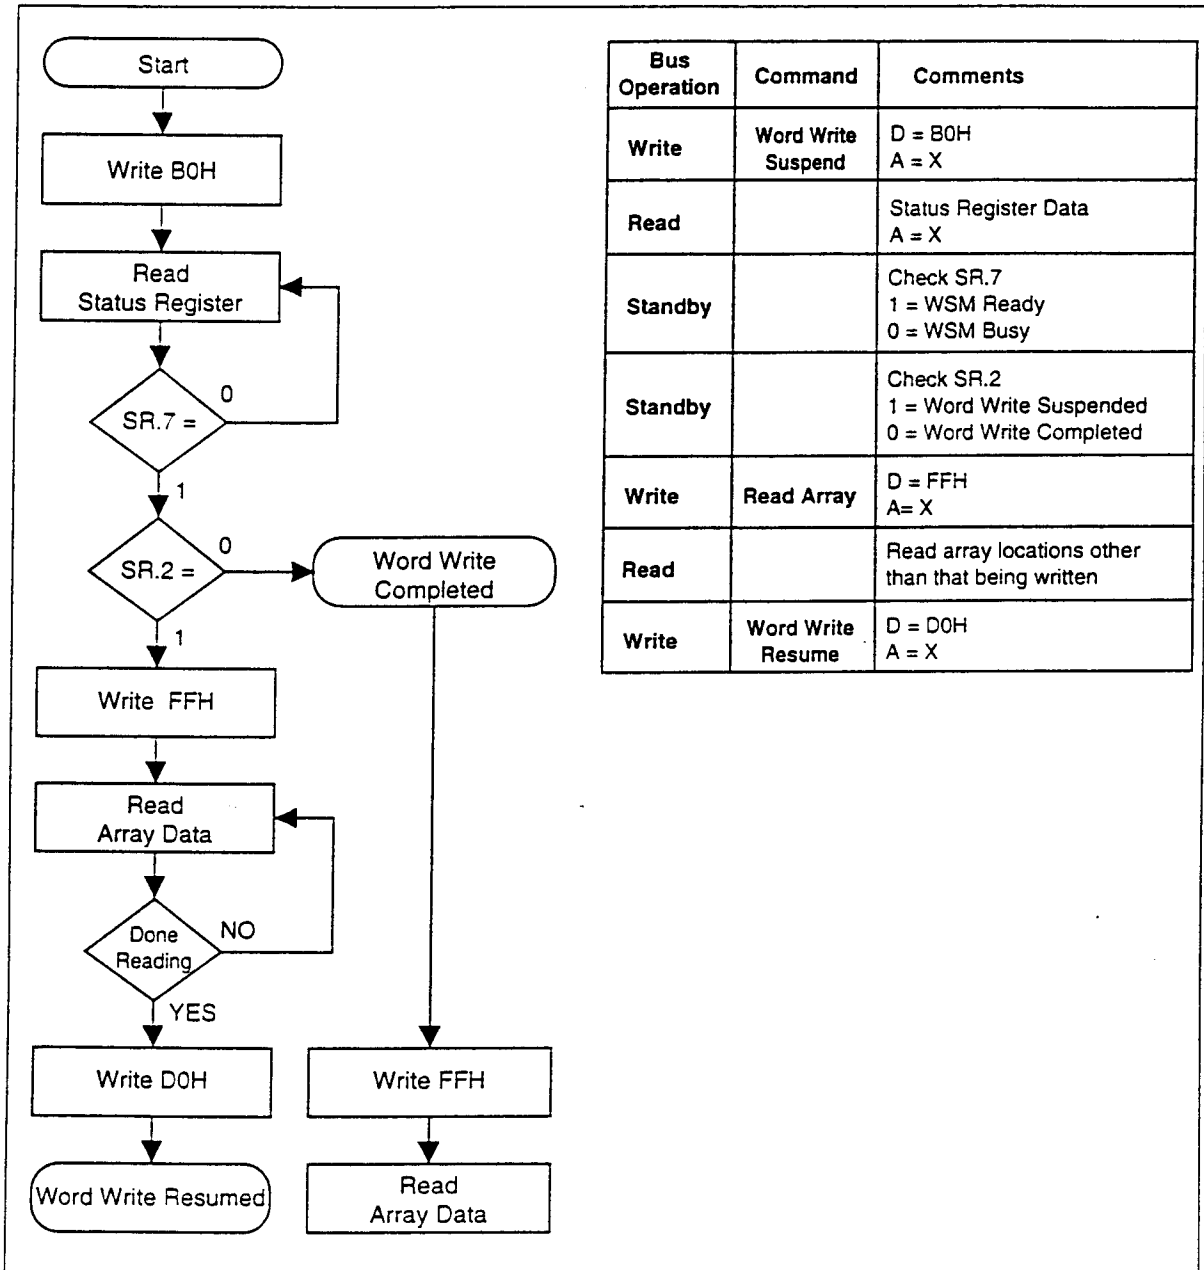 Start
Write B0H
Read
Status Register
0
SR.7 =
1
0
SR.2 =
Word Write
Completed
1
Write FFH
Read
Array Data
Done
Reading
NO
YES
Write D0H
Write FFH
Word Write Resumed
Read
Array Data
Bus
Operation
Command
Comments
Write
Word Write
Suspend
D = B0H
A = X
Read
Status Register Data
A = X
Standby
Check SR.7
1 = WSM Ready
0 = WSM Busy
Standby
Check SR.2
1 = Word Write Suspended
0 = Word Write Completed
Write
Read Array
D = FFH
A= X
Read
Read array locations other
than that being written
Write
Word Write
Resume
D = D0H
A = X